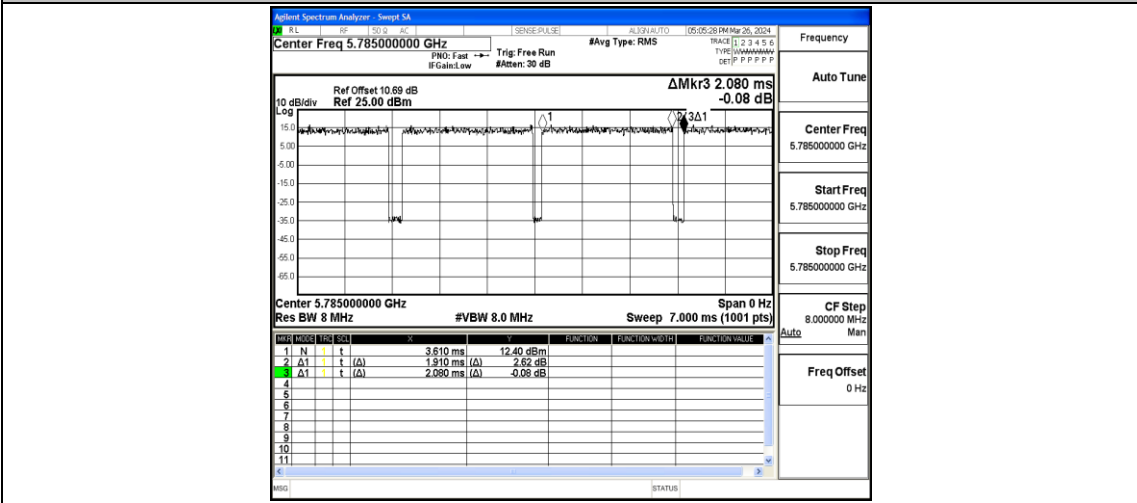 Agilent Spectrum Analyzer - Swept SA
RL RF 50 Ω AC SENSE:PULSE ALIGN AUTO 05:05:28 PM Mar 26, 2024
Center Freq 5.785000000 GHz #Avg Type: RMS TRACE 1 2 3 4 5 6
PNO: Fast Trig: Free Run TYPE
IFGain:Low #Atten: 30 dB DET P P P P P P
Frequency
Auto Tune
Ref Offset 10.69 dB ΔMkr3 2.080 ms
10 dB/div Ref 25.00 dBm -0.08 dB
Log
15.0
5.00
-5.00
-15.0
-25.0
-35.0
-45.0
-55.0
-65.0
1
3Δ1
Center Freq
5.785000000 GHz
Start Freq
5.785000000 GHz
Stop Freq
5.785000000 GHz
Center 5.785000000 GHz Span 0 Hz
Res BW 8 MHz #VBW 8.0 MHz Sweep 7.000 ms (1001 pts)
CF Step
8.000000 MHz
Auto Man
Freq Offset
0 Hz
MKR MODE TRC SCL X Y FUNCTION FUNCTION WIDTH FUNCTION VALUE
1 N 1 t 3.610 ms 12.40 dBm
2 Δ1 1 t (Δ) 1.910 ms (Δ) 2.62 dB
3 Δ1 1 t (Δ) 2.080 ms (Δ) -0.08 dB
4
5
6
7
8
9
10
11
MSG STATUS